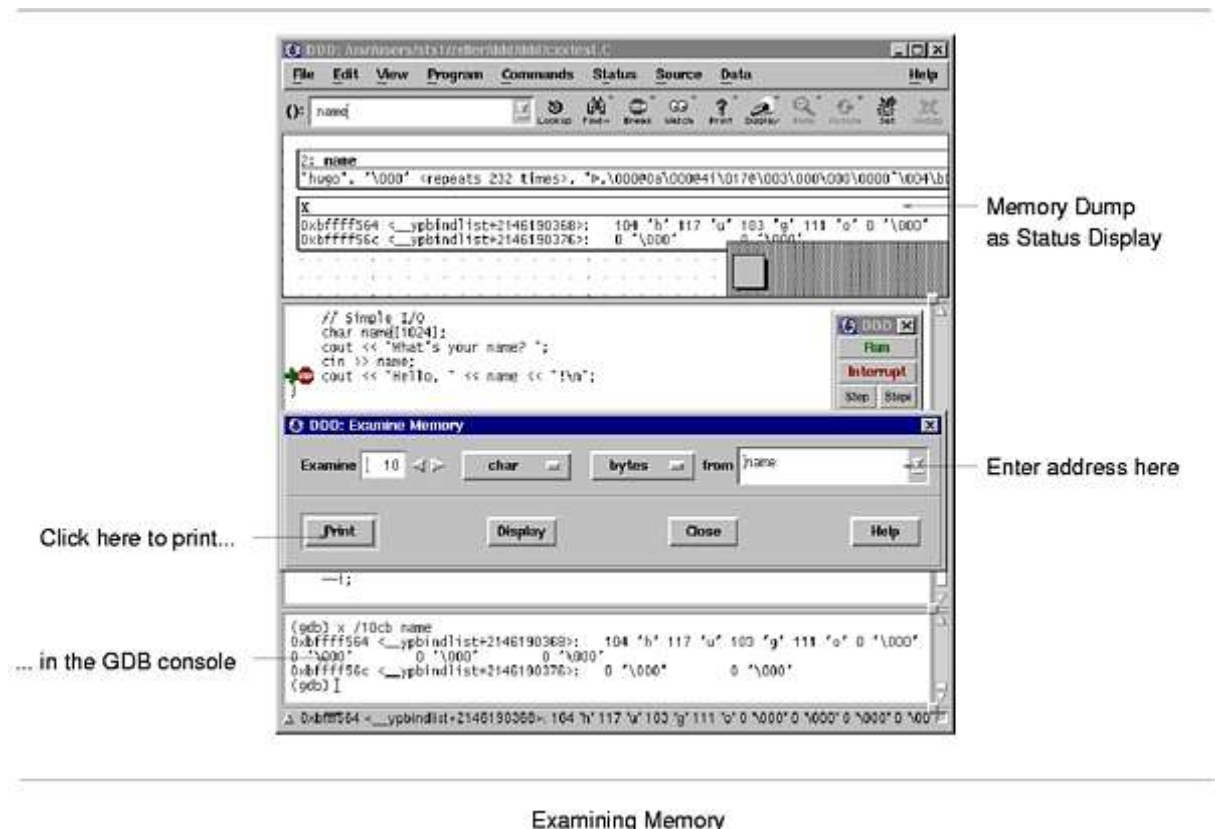 DDD: /usr/users/sts1/zeller/ddd/ddd/cxxtest.C
File Edit View Program Commands Status Source Data Help
(): name
Lookup Find» Break Watch Print Display Set
2: name
"hugo", '\000' <repeats 232 times>,
Memory Dump
as Status Display
X
0xbffff564 <__ypbindlist+2146190368>: 104 'h' 117 'u' 103 'g' 111 'o' 0 '\000'
0xbffff56c <__ypbindlist+2146190376>: 0 '\000' 0 '\000'
// Simple I/O
char name[1024];
cout << "What's your name? ";
cin >> name;
cout << "Hello, " << name << "!\n";
}
DDD
Run
Interrupt
Step Stepi
DDD: Examine Memory
Examine 10 char bytes from name
Enter address here
Click here to print...
Print Display Close Help
--i;
(gdb) x /10cb name
0xbffff564 <__ypbindlist+2146190368>: 104 'h' 117 'u' 103 'g' 111 'o' 0 '\000'
0 '\000' 0 '\000' 0 '\000'
... in the GDB console
0xbffff56c <__ypbindlist+2146190376>: 0 '\000' 0 '\000'
(gdb)
0xbffff564 <__ypbindlist+2146190368>: 104 'h' 117 'u' 103 'g' 111 'o' 0 '\000' 0 '\000' 0 '\000' 0 '\00
Examining Memory